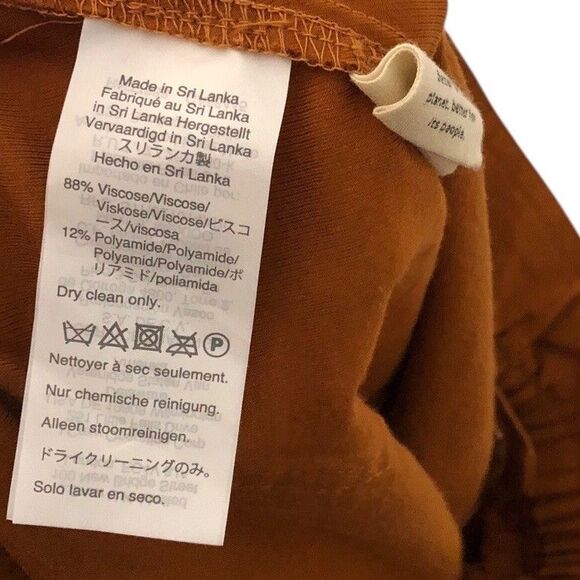 Made in Sri Lanka
Fabriqué au Sri Lanka
in Sri Lanka Hergestellt
Vervaardigd in Sri Lanka
スリランカ製
Hecho en Sri Lanka
88% Viscose/Viscose/
Viskose/Viscose/ビスコ
ース/viscosa
12% Polyamide/Polyamide/
Polyamid/Polyamide/ポ
リアミド/poliamida
Dry clean only.
P
Nettoyer à sec seulement.
Nur chemische reinigung.
Alleen stoomreinigen.
ドライクリーニングのみ。
Solo lavar en seco.
planet.
its people.